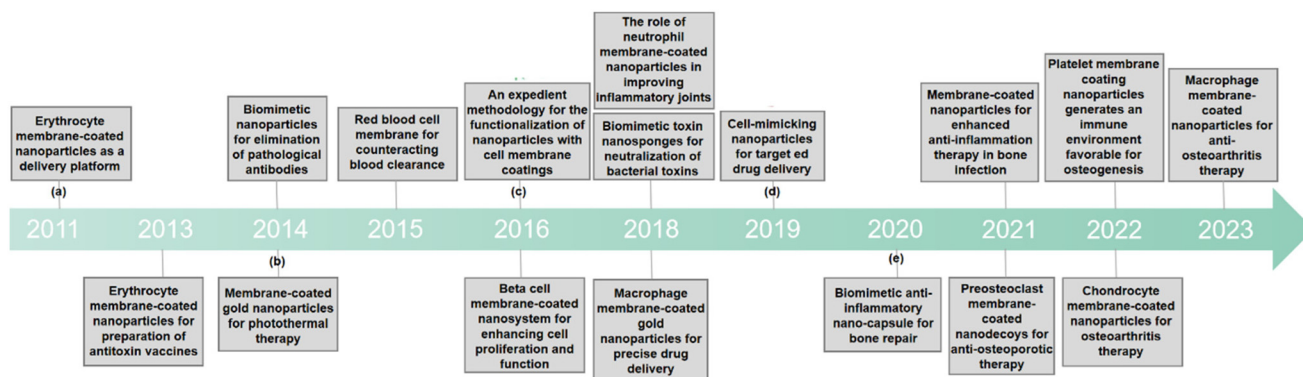 Erythrocyte
membrane-coated
nanoparticles as a
delivery platform
(a)
Biomimetic
nanoparticles
for elimination of
pathological
antibodies
Red blood cell
membrane for
counteracting
blood clearance
An expedient
methodology for the
functionalization of
nanoparticles with
cell membrane
coatings
(c)
The role of
neutrophil
membrane-coated
nanoparticles in
improving
inflammatory joints
Biomimetic toxin
nanosponges for
neutralization of
bacterial toxins
Cell-mimicking
nanoparticles
for target ed
drug delivery
(d)
Membrane-coated
nanoparticles for
enhanced
anti-inflammation
therapy in bone
infection
Platelet membrane
coating
nanoparticles
generates an
immune
environment
favorable for
osteogenesis
Macrophage
membrane-
coated
nanoparticles for
anti-
osteoarthritis
therapy
2011 2013 2014 2015 2016 2018 2019 2020 2021 2022 2023
(b)
(e)
Erythrocyte
membrane-coated
nanoparticles for
preparation of
antitoxin vaccines
Membrane-coated
gold nanoparticles
for photothermal
therapy
Beta cell
membrane-coated
nanosystem for
enhancing cell
proliferation and
function
Macrophage
membrane-coated
gold
nanoparticles for
precise drug
delivery
Biomimetic anti-
inflammatory
nano-capsule for
bone repair
Preosteoclast
membrane-
coated
nanodecoys for
anti-osteoporotic
therapy
Chondrocyte
membrane-coated
nanoparticles for
osteoarthritis
therapy